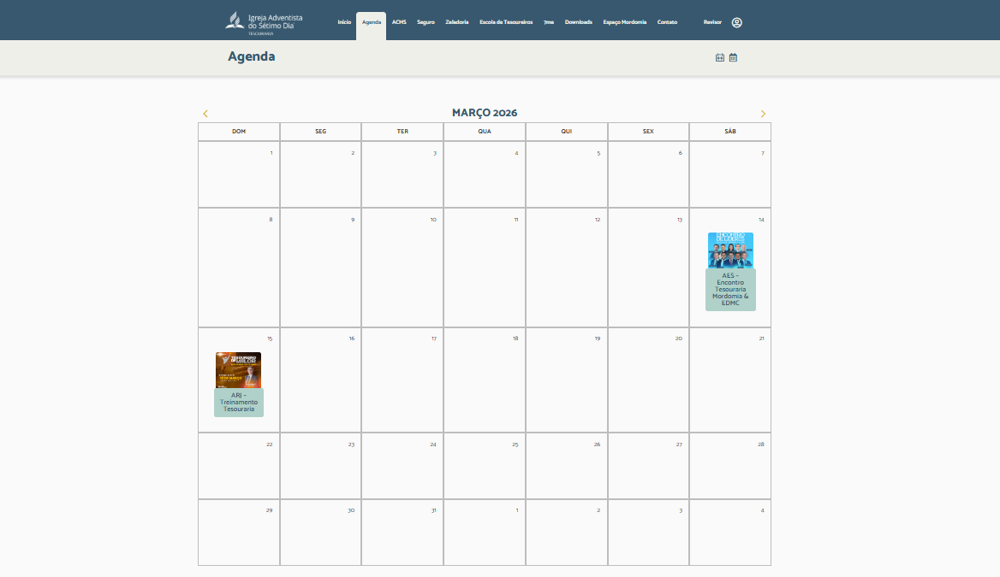 Igreja Adventista
do Sétimo Dia
TESOURARIA
Início Agenda ACMS Seguro Zeladoria Escola de Tesoureiros 7me Downloads Espaço Mordomia Contato Revisor
Agenda
MARÇO 2026
DOM SEG TER QUA QUI SEX SÁB
1 2 3 4 5 6 7
8 9 10 11 12 13 14
ENCONTRO
AES –
Encontro
Tesouraria
Mordomia &
EDMC
15 16 17 18 19 20 21
TESOUREIRO
ARJ –
Treinamento
Tesouraria
22 23 24 25 26 27 28
29 30 31 1 2 3 4